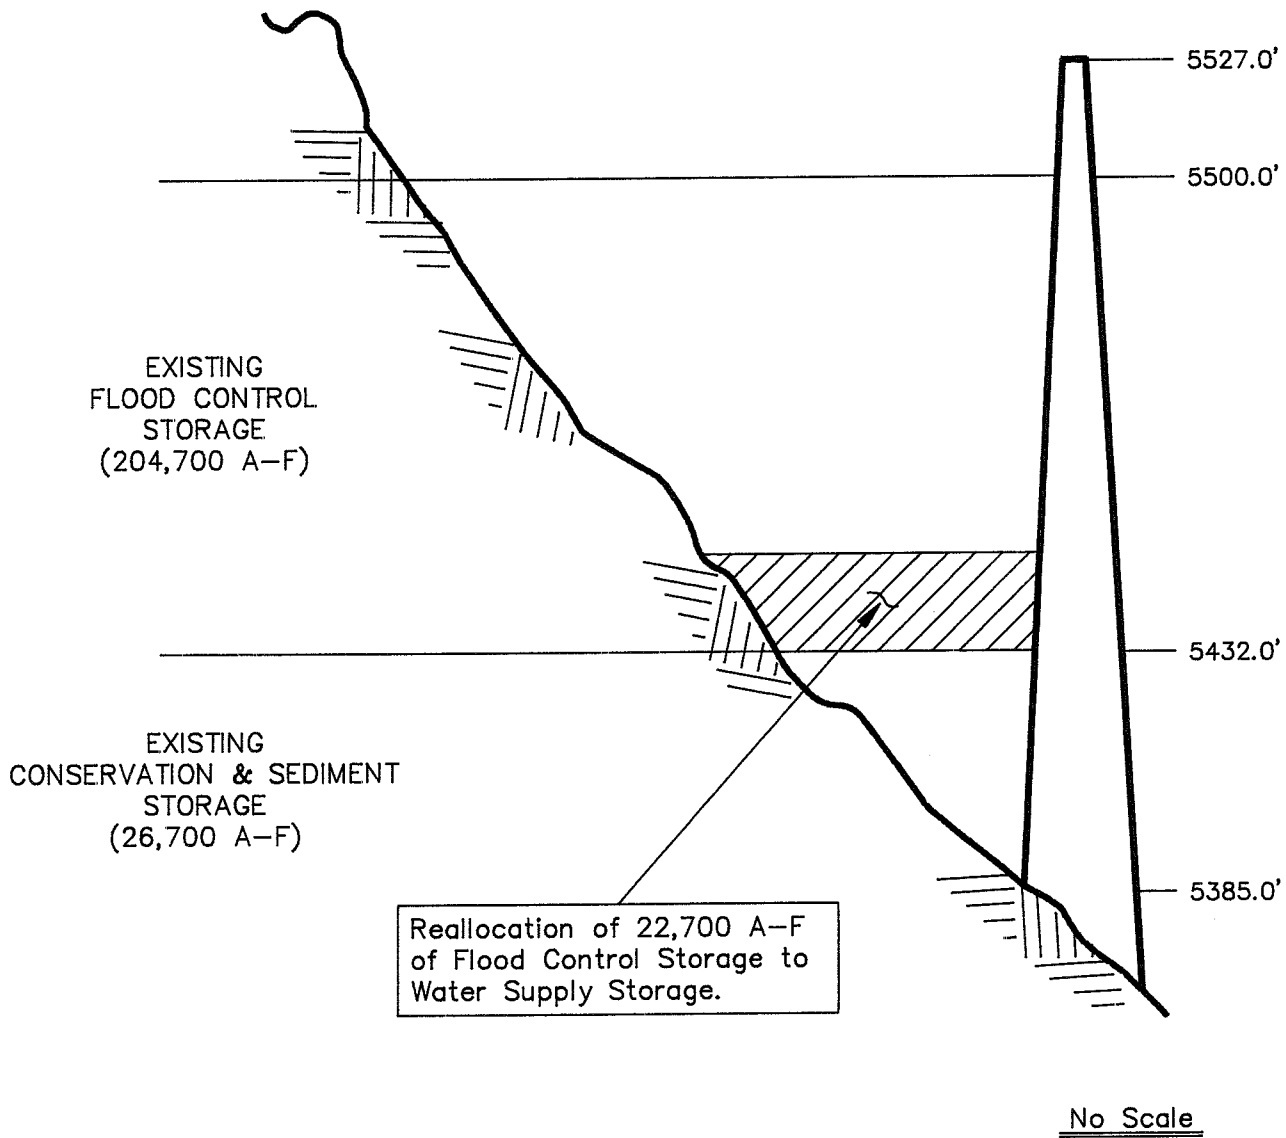 5527.0'
5500.0'
EXISTING
FLOOD CONTROL
STORAGE
(204,700 A-F)
5432.0'
EXISTING
CONSERVATION & SEDIMENT
STORAGE
(26,700 A-F)
5385.0'
Reallocation of 22,700 A-F
of Flood Control Storage to
Water Supply Storage.
No Scale